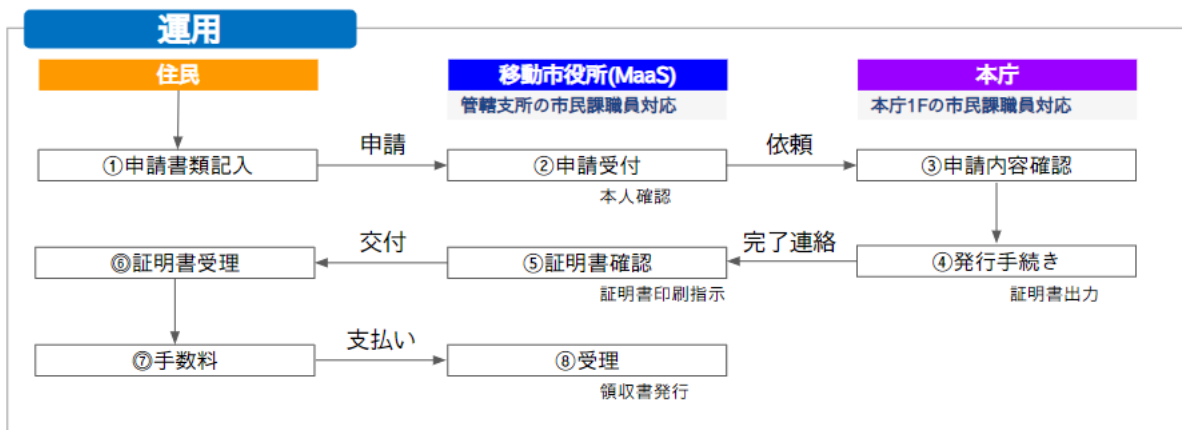 運用
住民
移動市役所(MaaS)
本庁
管轄支所の市民課職員対応
本庁1Fの市民課職員対応
①申請書類記入
申請
②申請受付
依頼
③申請内容確認
本人確認
⑥証明書受理
交付
⑤証明書確認
完了連絡
④発行手続き
証明書印刷指示
証明書出力
⑦手数料
支払い
⑧受理
領収書発行